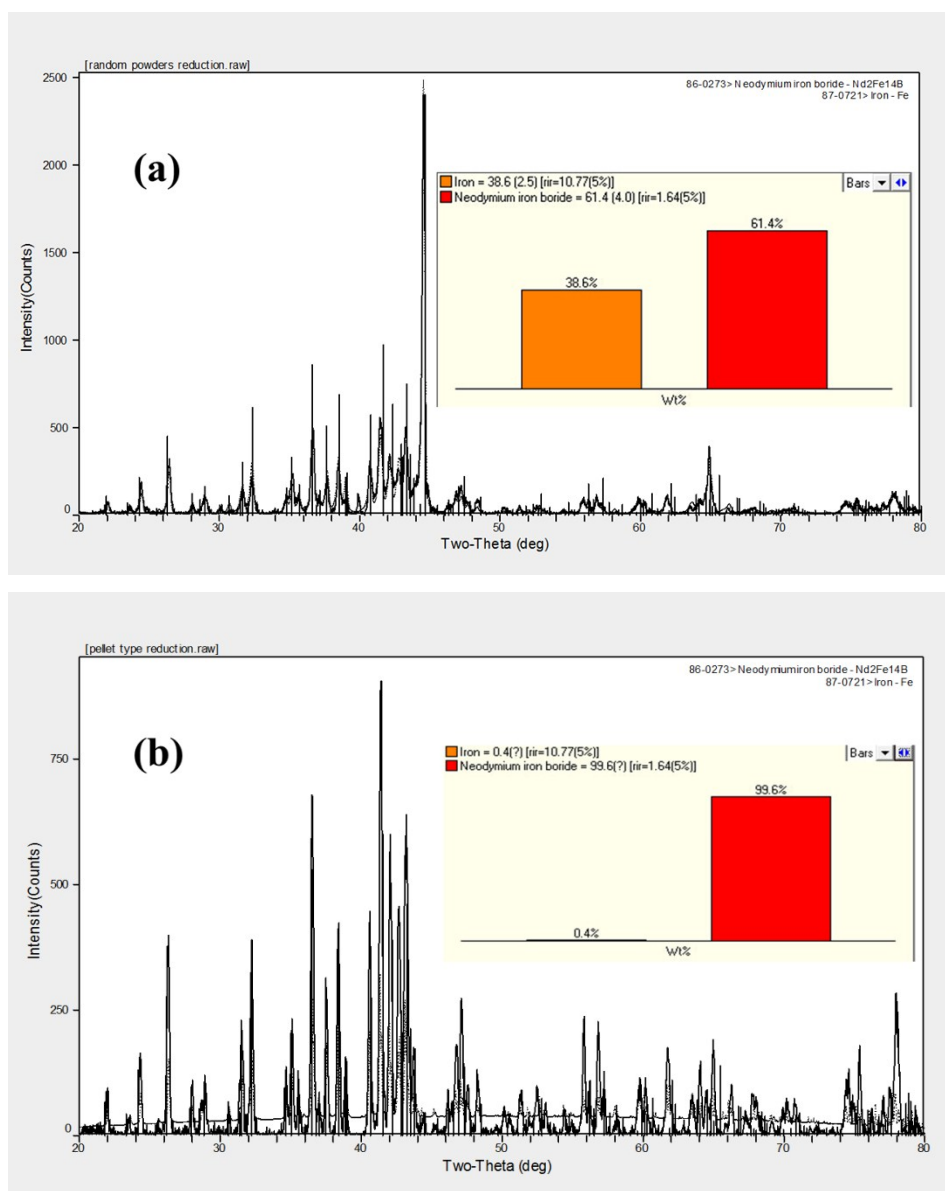 [random powders reduction.raw]
86-0273> Neodymium iron boride - Nd2Fe14B
87-0721> Iron - Fe
(a)
Iron = 38.6 (2.5) [rir=10.77(5%)]
Neodymium iron boride = 61.4 (4.0) [rir=1.64(5%)]
Bars
61.4%
38.6%
Wt%
2500
2000
1500
1000
500
0
Intensity(Counts)
20 30 40 50 60 70 80
Two-Theta (deg)
[pellet type reduction.raw]
86-0273> Neodymium iron boride - Nd2Fe14B
87-0721> Iron - Fe
(b)
Iron = 0.4(?) [rir=10.77(5%)]
Neodymium iron boride = 99.6(?) [rir=1.64(5%)]
Bars
99.6%
0.4%
Wt%
750
500
250
0
Intensity(Counts)
20 30 40 50 60 70 80
Two-Theta (deg)